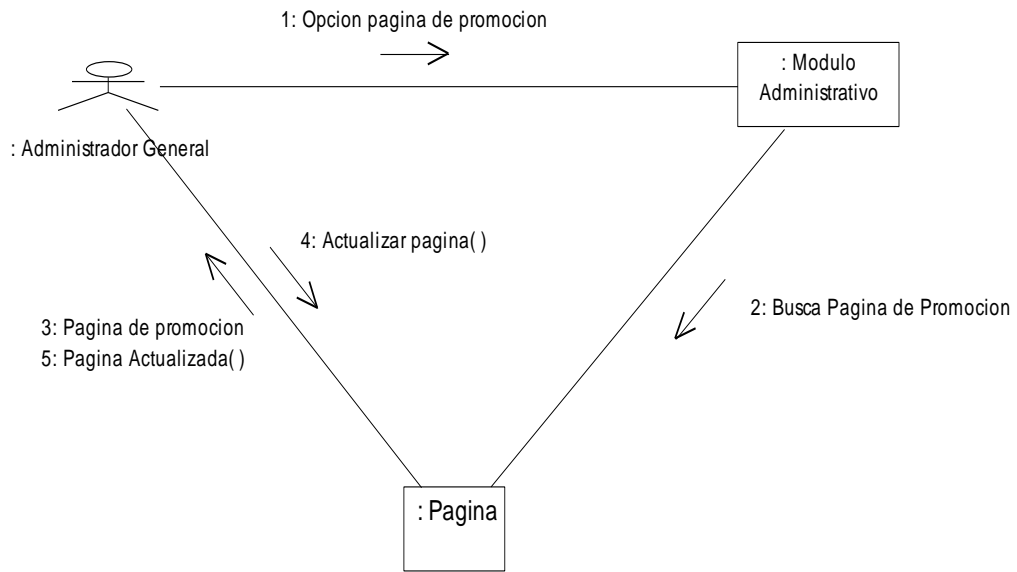 1: Opcion pagina de promocion
: Modulo
Administrativo
: Administrador General
4: Actualizar pagina( )
2: Busca Pagina de Promocion
3: Pagina de promocion
5: Pagina Actualizada( )
: Pagina